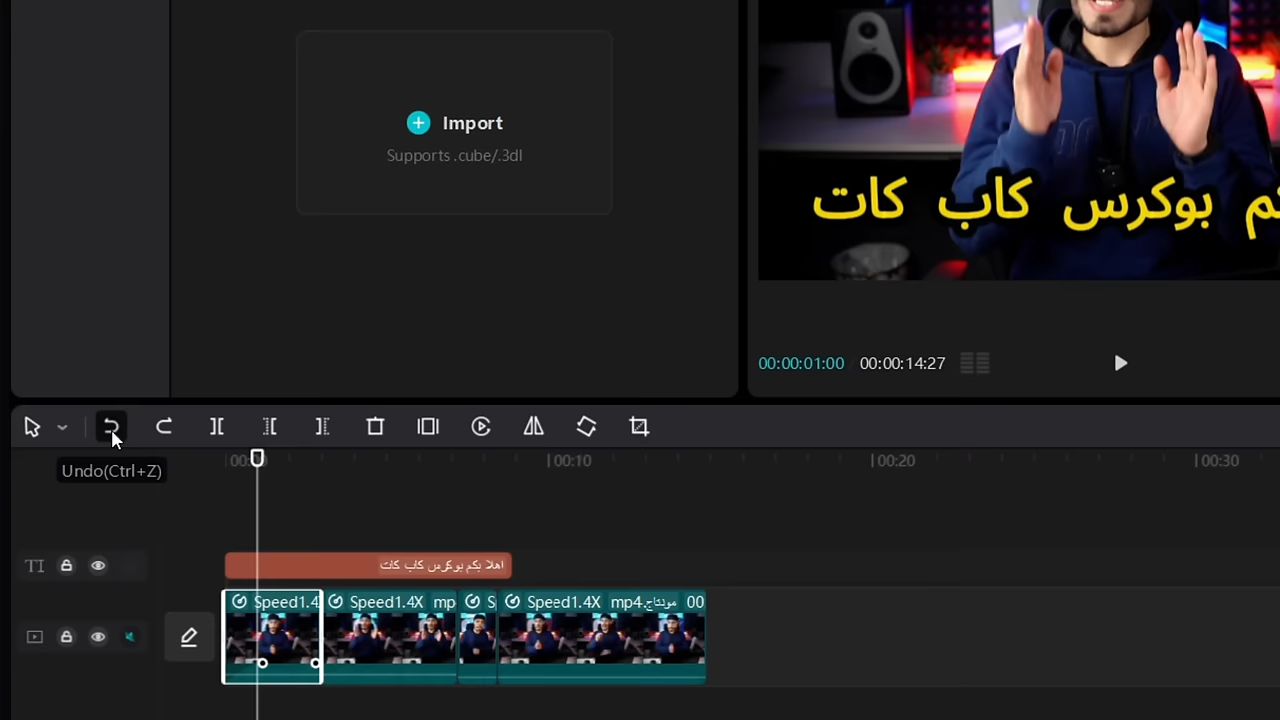 Import
Supports .cube/.3dl
كم بوكرس كاب كات
00:00:01:00 00:00:14:27
Undo(Ctrl+Z)
00:10
00:20
00:30
TI
اهلا بكم بوكرس كاب كات
Speed1.4X
Speed1.4X mp
S
Speed1.4X مونتاج.mp4 00